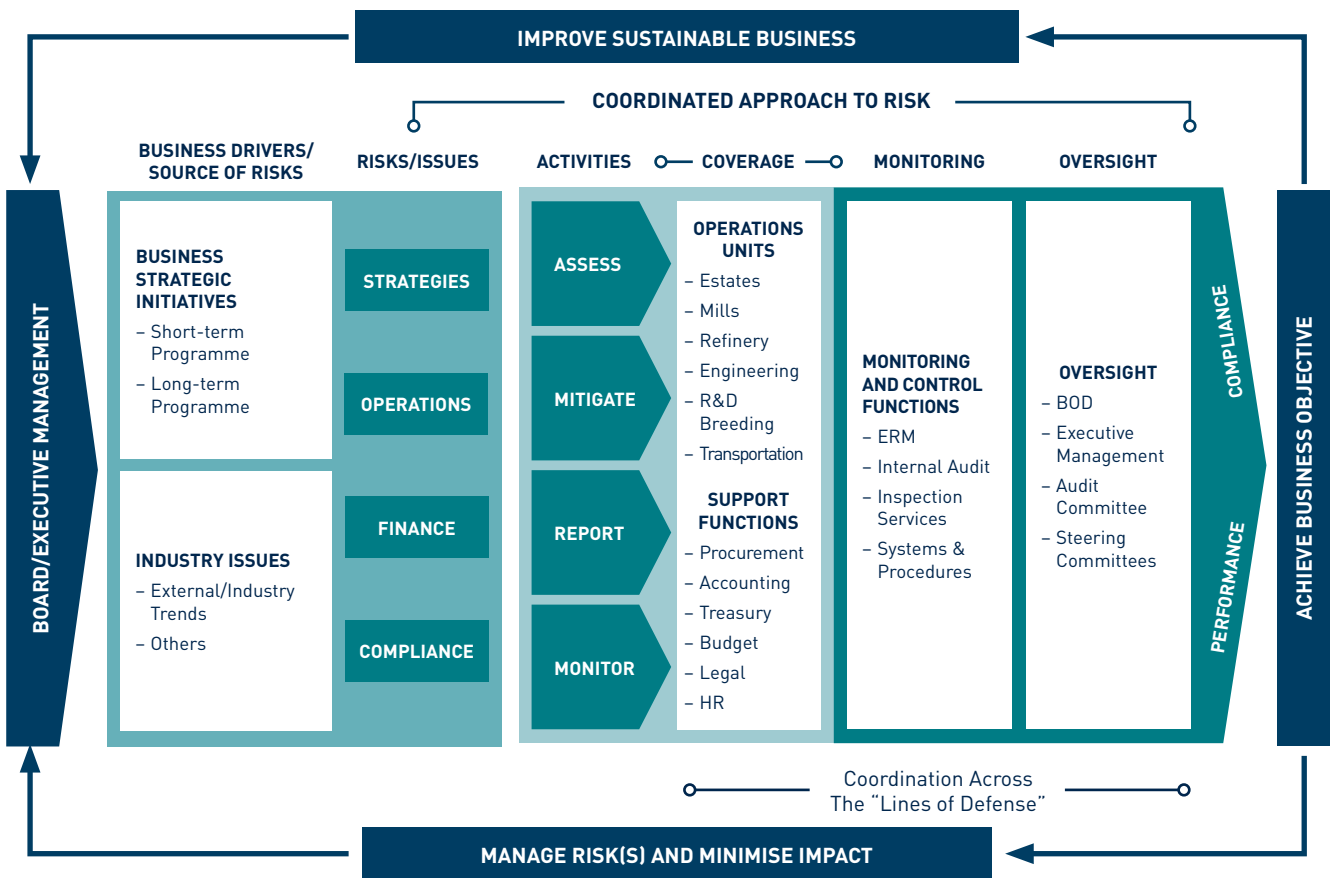 IMPROVE SUSTAINABLE BUSINESS
COORDINATED APPROACH TO RISK
BUSINESS DRIVERS/
SOURCE OF RISKS
RISKS/ISSUES
ACTIVITIES
COVERAGE
MONITORING
OVERSIGHT
BOARD/EXECUTIVE MANAGEMENT
BUSINESS
STRATEGIC
INITIATIVES
– Short-term
Programme
– Long-term
Programme
INDUSTRY ISSUES
– External/Industry
Trends
– Others
STRATEGIES
OPERATIONS
FINANCE
COMPLIANCE
ASSESS
MITIGATE
REPORT
MONITOR
OPERATIONS
UNITS
– Estates
– Mills
– Refinery
– Engineering
– R&D
Breeding
– Transportation
SUPPORT
FUNCTIONS
– Procurement
– Accounting
– Treasury
– Budget
– Legal
– HR
MONITORING
AND CONTROL
FUNCTIONS
– ERM
– Internal Audit
– Inspection
Services
– Systems &
Procedures
OVERSIGHT
– BOD
– Executive
Management
– Audit
Committee
– Steering
Committees
COMPLIANCE
PERFORMANCE
ACHIEVE BUSINESS OBJECTIVE
Coordination Across
The “Lines of Defense”
MANAGE RISK(S) AND MINIMISE IMPACT